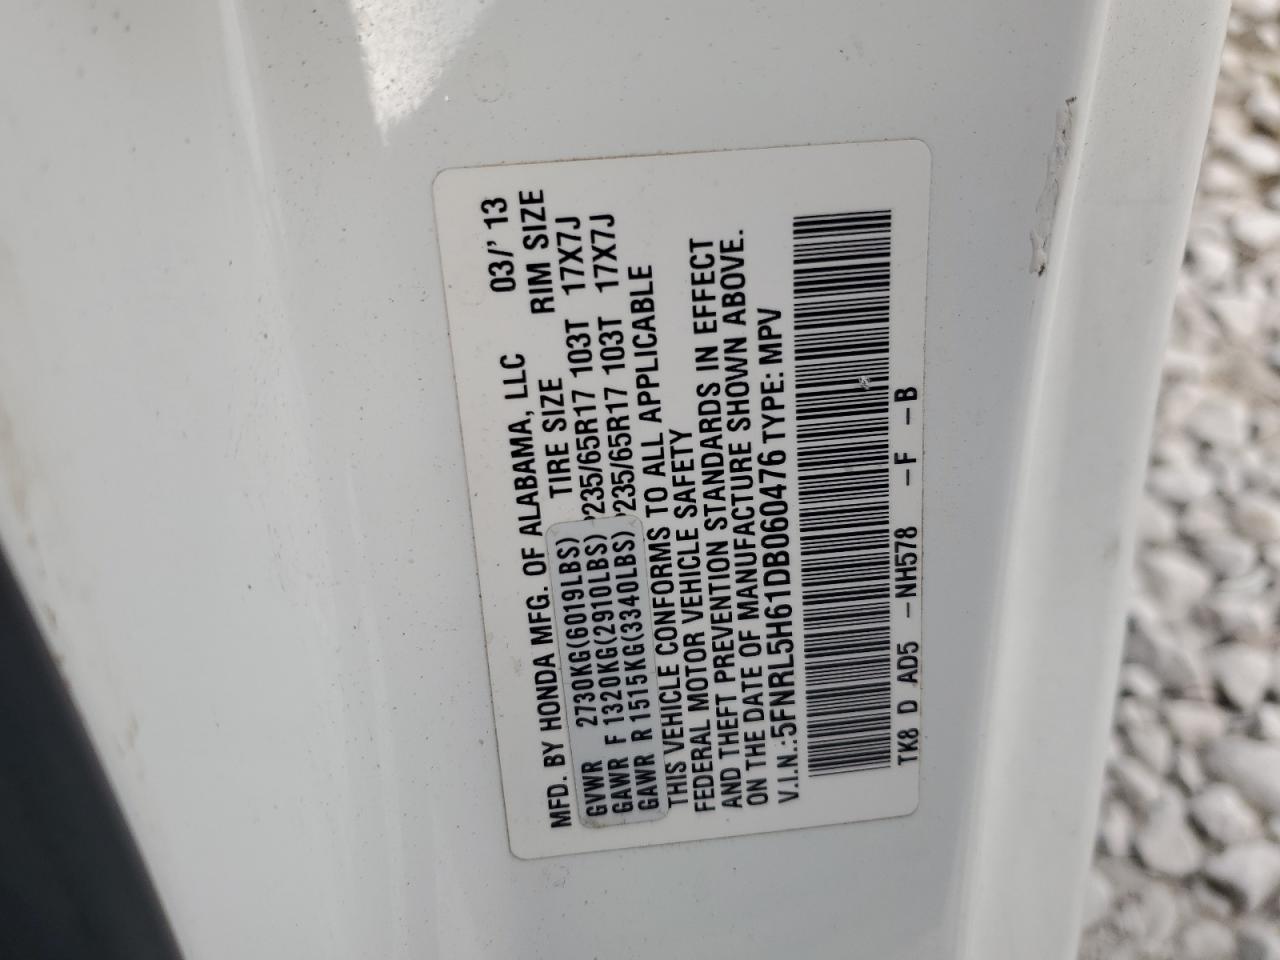 MFD. BY HONDA MFG. OF ALABAMA, LLC 03/' 13
TIRE SIZE RIM SIZE
GVWR 2730KG(6019LBS)
GAWR F 1320KG(2910LBS) P235/65R17 103T 17X7J
GAWR R 1515KG(3340LBS) P235/65R17 103T 17X7J
THIS VEHICLE CONFORMS TO ALL APPLICABLE
FEDERAL MOTOR VEHICLE SAFETY
AND THEFT PREVENTION STANDARDS IN EFFECT
ON THE DATE OF MANUFACTURE SHOWN ABOVE.
V.I.N.:5FNRL5H61DB060476 TYPE: MPV
TK8 D AD5 –NH578 –F –B